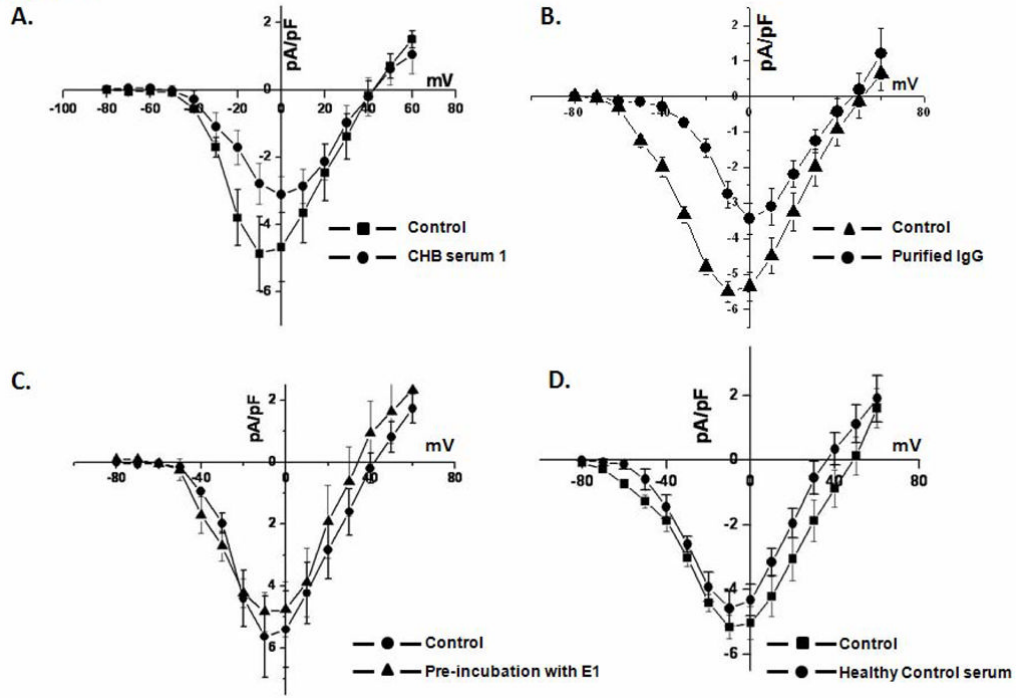 A.
2
pA/pF
mV
-100 -80 -60 -40 -20 0 20 40 60 80
0
-2
-4
-6
Control
CHB serum 1
B.
2
1
0
-1
-2
-3
-4
-5
-6
pA/pF
mV
-80 -40 0 40 80
Control
Purified IgG
C.
2
0
2
4
6
pA/pF
mV
-80 -40 0 40 80
Control
Pre-incubation with E1
D.
2
0
-2
-4
-6
pA/pF
mV
-80 -40 0 40 80
Control
Healthy Control serum